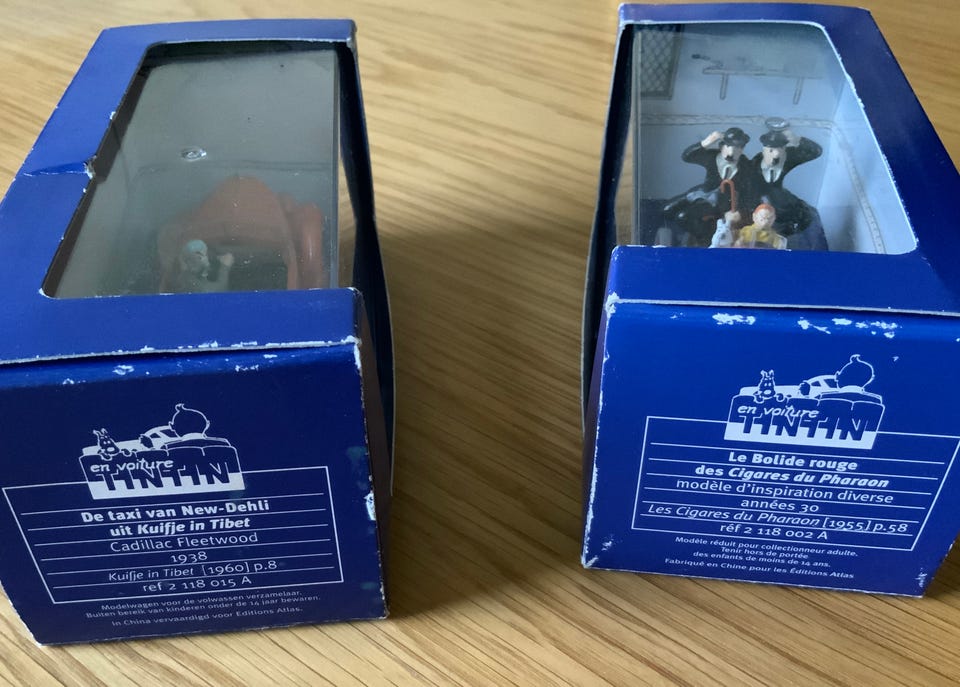 en voiture
TINTIN
De taxi van New-Dehli
uit Kuifje in Tibet
Cadillac Fleetwood
1938
Kuifje in Tibet [1960] p.8
ref 2 118 015 A
Modelwagen voor de volwassen verzamelaar.
Buiten bereik van kinderen onder de 14 jaar bewaren.
In China vervaardigd voor Editions Atlas.
en voiture
TINTIN
Le Bolide rouge
des Cigares du Pharaon
modèle d'inspiration diverse
années 30
Les Cigares du Pharaon [1955] p.58
réf 2 118 002 A
Modèle réduit pour collectionneur adulte.
Tenir hors de portée
des enfants de moins de 14 ans.
Fabriqué en Chine pour les Éditions Atlas